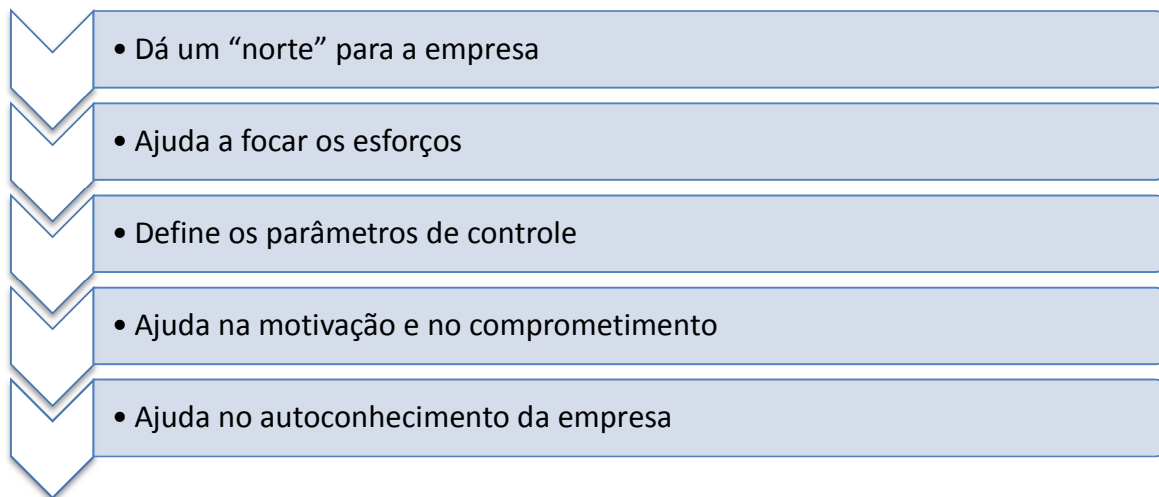 • Dá um “norte” para a empresa
• Ajuda a focar os esforços
• Define os parâmetros de controle
• Ajuda na motivação e no comprometimento
• Ajuda no autoconhecimento da empresa